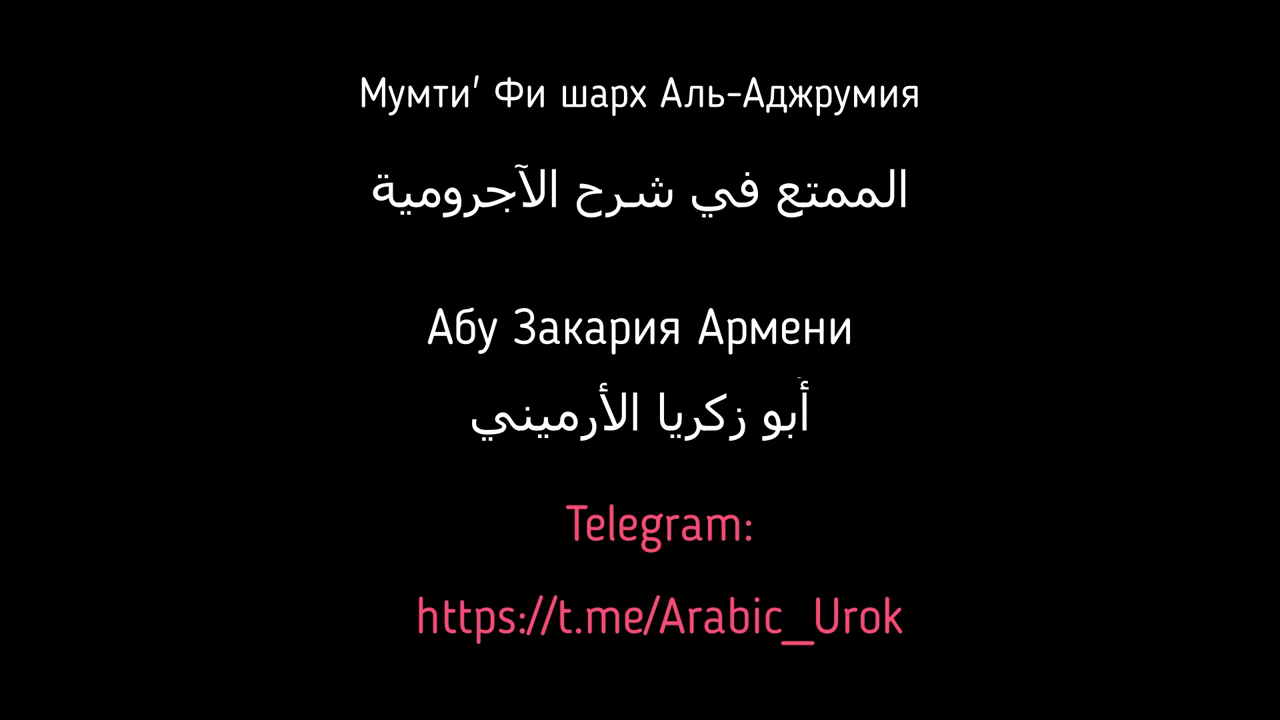 Мумти' Фи шарх Аль-Аджрумия
الممتع في شرح الآجرومية
Абу Закария Армени
أبو زكريا الأرميني
Telegram:
https://t.me/Arabic_Urok